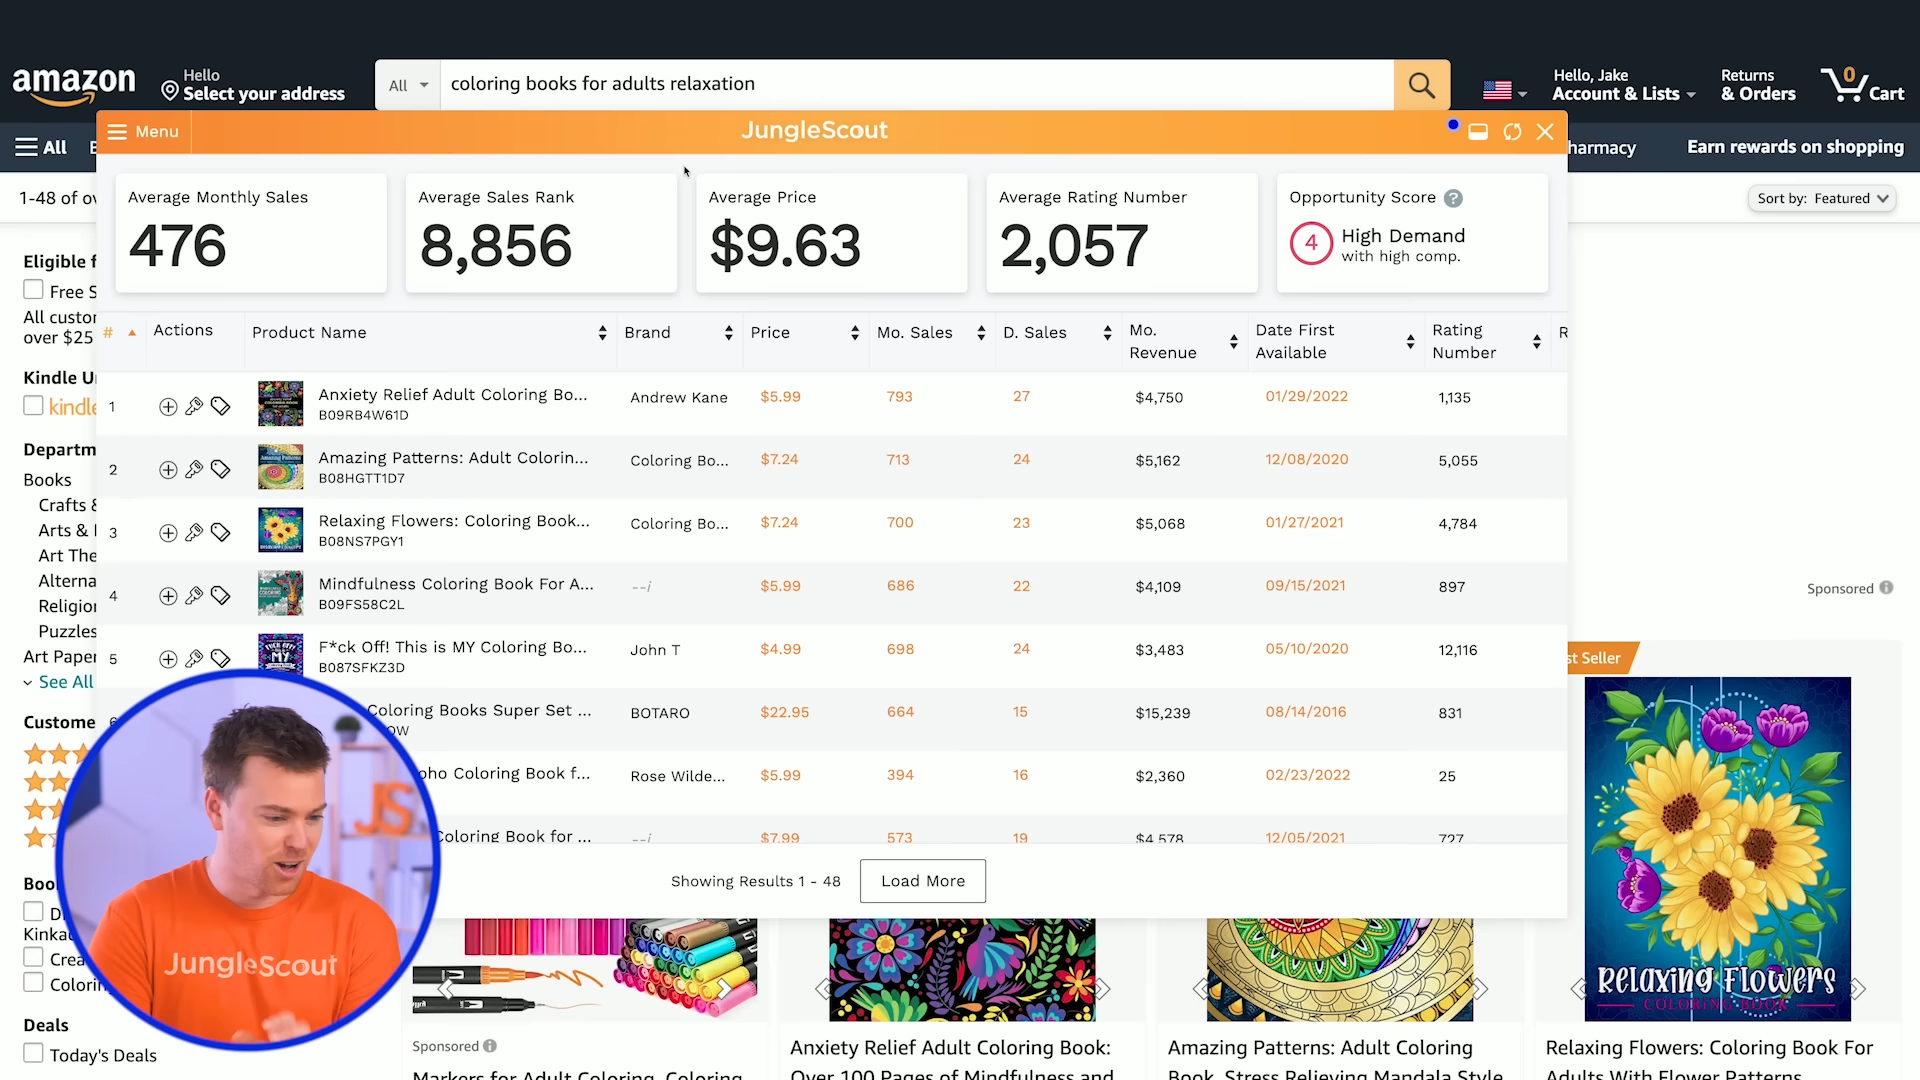 amazon
Hello
Select your address
All
coloring books for adults relaxation
Hello, Jake
Account & Lists
Returns
& Orders
0
Cart
All
Menu
JungleScout
harmacy
Earn rewards on shopping
1-48 of ov
Sort by: Featured
Average Monthly Sales
476
Average Sales Rank
8,856
Average Price
$9.63
Average Rating Number
2,057
Opportunity Score ?
4
High Demand
with high comp.
Eligible f
Free S
All custor
over $25
Kindle U
kindle
Departm
Books
Crafts &
Arts &
Art The
Alterna
Religion
Puzzles
Art Paper
See All
Custome
# Actions Product Name Brand Price Mo. Sales D. Sales Mo. Revenue Date First Available Rating Number R
1 Anxiety Relief Adult Coloring Bo... Andrew Kane $5.99 793 27 $4,750 01/29/2022 1,135
B09RB4W61D
2 Amazing Patterns: Adult Colorin... Coloring Bo... $7.24 713 24 $5,162 12/08/2020 5,055
B08HGTT1D7
3 Relaxing Flowers: Coloring Book... Coloring Bo... $7.24 700 23 $5,068 01/27/2021 4,784
B08NS7PGY1
4 Mindfulness Coloring Book For A... --i $5.99 686 22 $4,109 09/15/2021 897
B09FS58C2L
5 F*ck Off! This is MY Coloring Bo... John T $4.99 698 24 $3,483 05/10/2020 12,116
B087SFKZ3D
Coloring Books Super Set ... BOTARO $22.95 664 15 $15,239 08/14/2016 831
OW
oho Coloring Book f... Rose Wilde... $5.99 394 16 $2,360 02/23/2022 25
Coloring Book for ... --i $7.99 573 19 $4,578 12/05/2021 727
Showing Results 1 - 48
Load More
Sponsored
st Seller
JS
JungleScout
Kinkad
Crea
Colorin
Deals
Today's Deals
RELAXING FLOWERS
COLORING BOOK
Sponsored
Markers for Adult Coloring, Coloring
Anxiety Relief Adult Coloring Book:
Over 100 Pages of Mindfulness and
Amazing Patterns: Adult Coloring
Book, Stress Relieving Mandala Style
Relaxing Flowers: Coloring Book For
Adults With Flower Patterns,